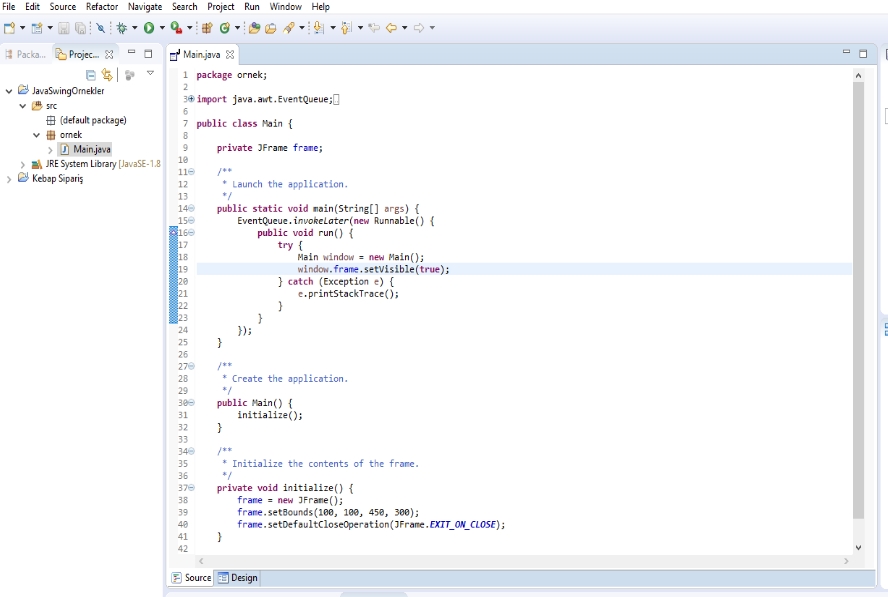 File Edit Source Refactor Navigate Search Project Run Window Help
Packa... Projec...
JavaSwingOrnekler
src
(default package)
ornek
Main.java
JRE System Library [JavaSE-1.8
Kebap Sipariş
Main.java
1 package ornek;
2
3 import java.awt.EventQueue;
6
7 public class Main {
8
9 private JFrame frame;
10
11 /**
12 * Launch the application.
13 */
14 public static void main(String[] args) {
15 EventQueue.invokeLater(new Runnable() {
16 public void run() {
17 try {
18 Main window = new Main();
19 window.frame.setVisible(true);
20 } catch (Exception e) {
21 e.printStackTrace();
22 }
23 }
24 });
25 }
26
27 /**
28 * Create the application.
29 */
30 public Main() {
31 initialize();
32 }
33
34 /**
35 * Initialize the contents of the frame.
36 */
37 private void initialize() {
38 frame = new JFrame();
39 frame.setBounds(100, 100, 450, 300);
40 frame.setDefaultCloseOperation(JFrame.EXIT_ON_CLOSE);
41 }
42
Source Design